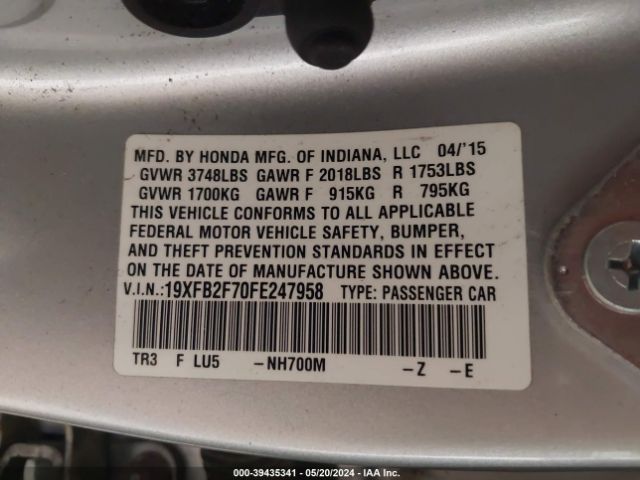 MFD. BY HONDA MFG. OF INDIANA, LLC 04/'15
GVWR 3748LBS GAWR F 2018LBS R 1753LBS
GVWR 1700KG GAWR F 915KG R 795KG
THIS VEHICLE CONFORMS TO ALL APPLICABLE
FEDERAL MOTOR VEHICLE SAFETY, BUMPER,
AND THEFT PREVENTION STANDARDS IN EFFECT
ON THE DATE OF MANUFACTURE SHOWN ABOVE.
V.I.N.:19XFB2F70FE247958 TYPE: PASSENGER CAR
TR3 F LU5 -NH700M -Z -E
000-39435341 - 05/20/2024 - IAA Inc.